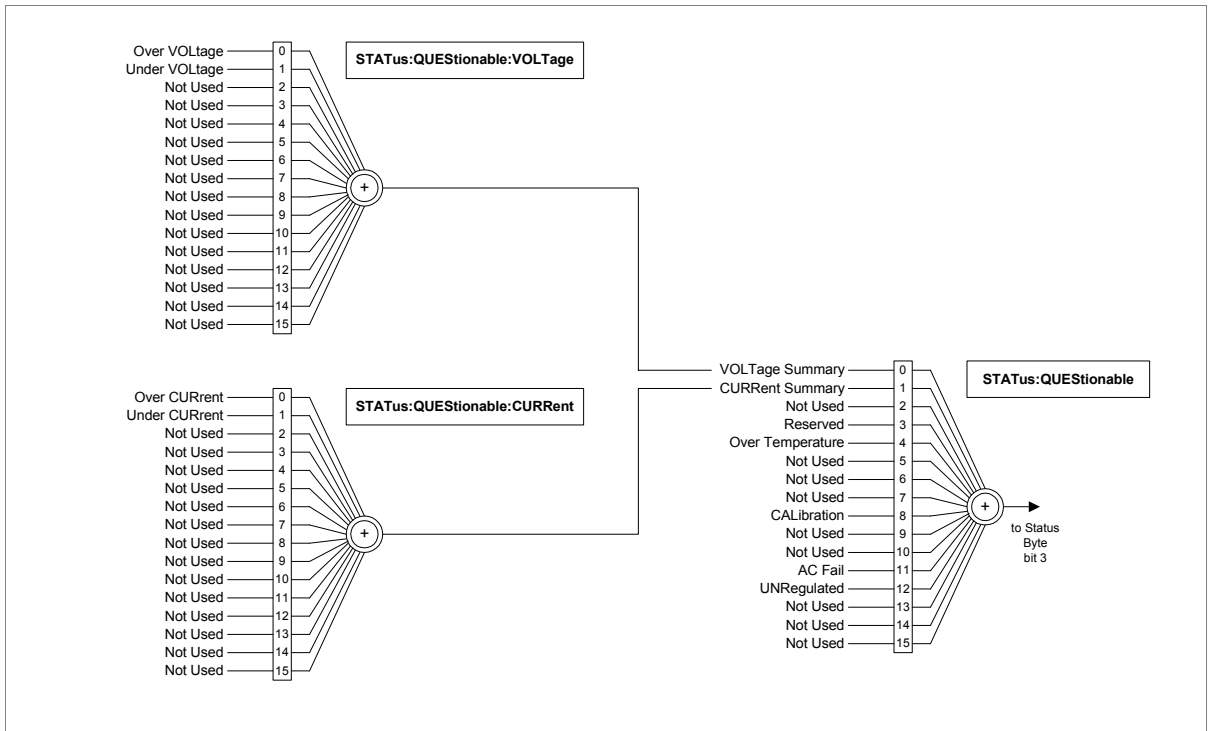 Over VOLtage 0
Under VOLtage 1
Not Used 2
Not Used 3
Not Used 4
Not Used 5
Not Used 6
Not Used 7
Not Used 8
Not Used 9
Not Used 10
Not Used 11
Not Used 12
Not Used 13
Not Used 14
Not Used 15
STATus:QUEStionable:VOLTage
+
Over CURrent 0
Under CURrent 1
Not Used 2
Not Used 3
Not Used 4
Not Used 5
Not Used 6
Not Used 7
Not Used 8
Not Used 9
Not Used 10
Not Used 11
Not Used 12
Not Used 13
Not Used 14
Not Used 15
STATus:QUEStionable:CURRent
+
VOLTage Summary 0
CURRent Summary 1
Not Used 2
Reserved 3
Over Temperature 4
Not Used 5
Not Used 6
Not Used 7
CALibration 8
Not Used 9
Not Used 10
AC Fail 11
UNRegulated 12
Not Used 13
Not Used 14
Not Used 15
STATus:QUEStionable
+
to Status
Byte
bit 3